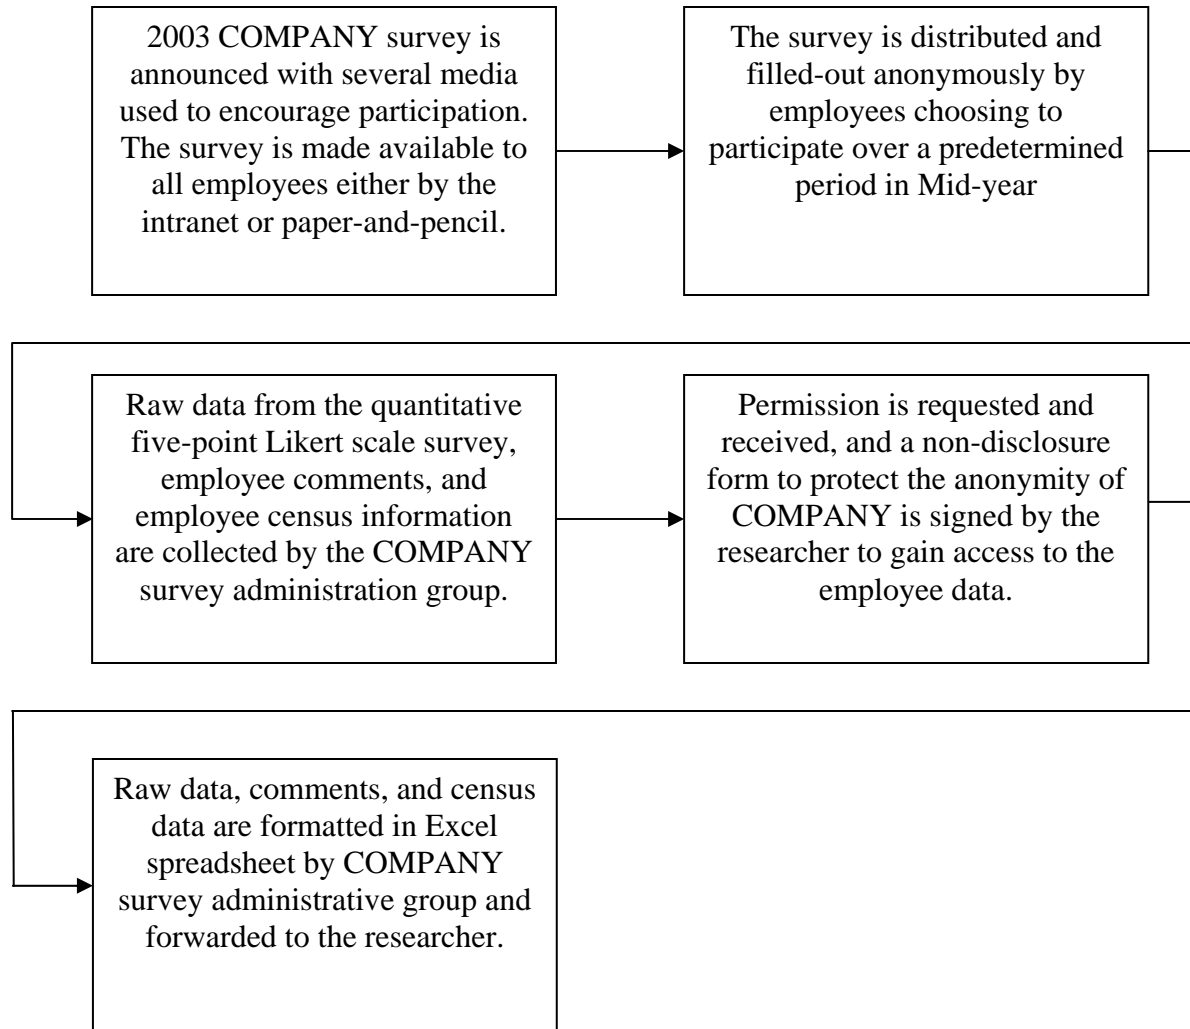 2003 COMPANY survey is
announced with several media
used to encourage participation.
The survey is made available to
all employees either by the
intranet or paper-and-pencil.
The survey is distributed and
filled-out anonymously by
employees choosing to
participate over a predetermined
period in Mid-year
Raw data from the quantitative
five-point Likert scale survey,
employee comments, and
employee census information
are collected by the COMPANY
survey administration group.
Permission is requested and
received, and a non-disclosure
form to protect the anonymity of
COMPANY is signed by the
researcher to gain access to the
employee data.
Raw data, comments, and census
data are formatted in Excel
spreadsheet by COMPANY
survey administrative group and
forwarded to the researcher.